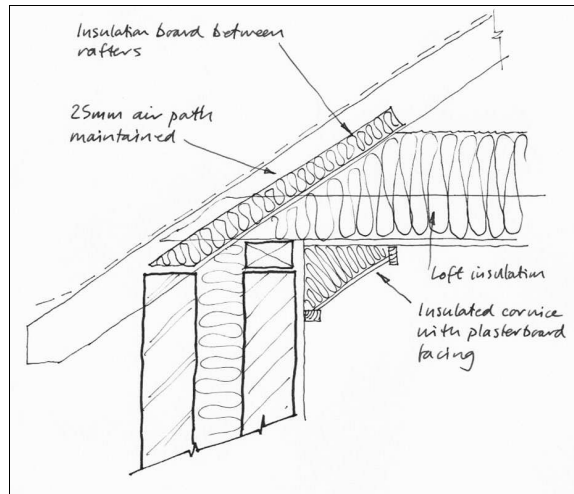 Insulation board between
rafters
25mm air path
maintained
Loft insulation
Insulated cornice
with plasterboard
facing